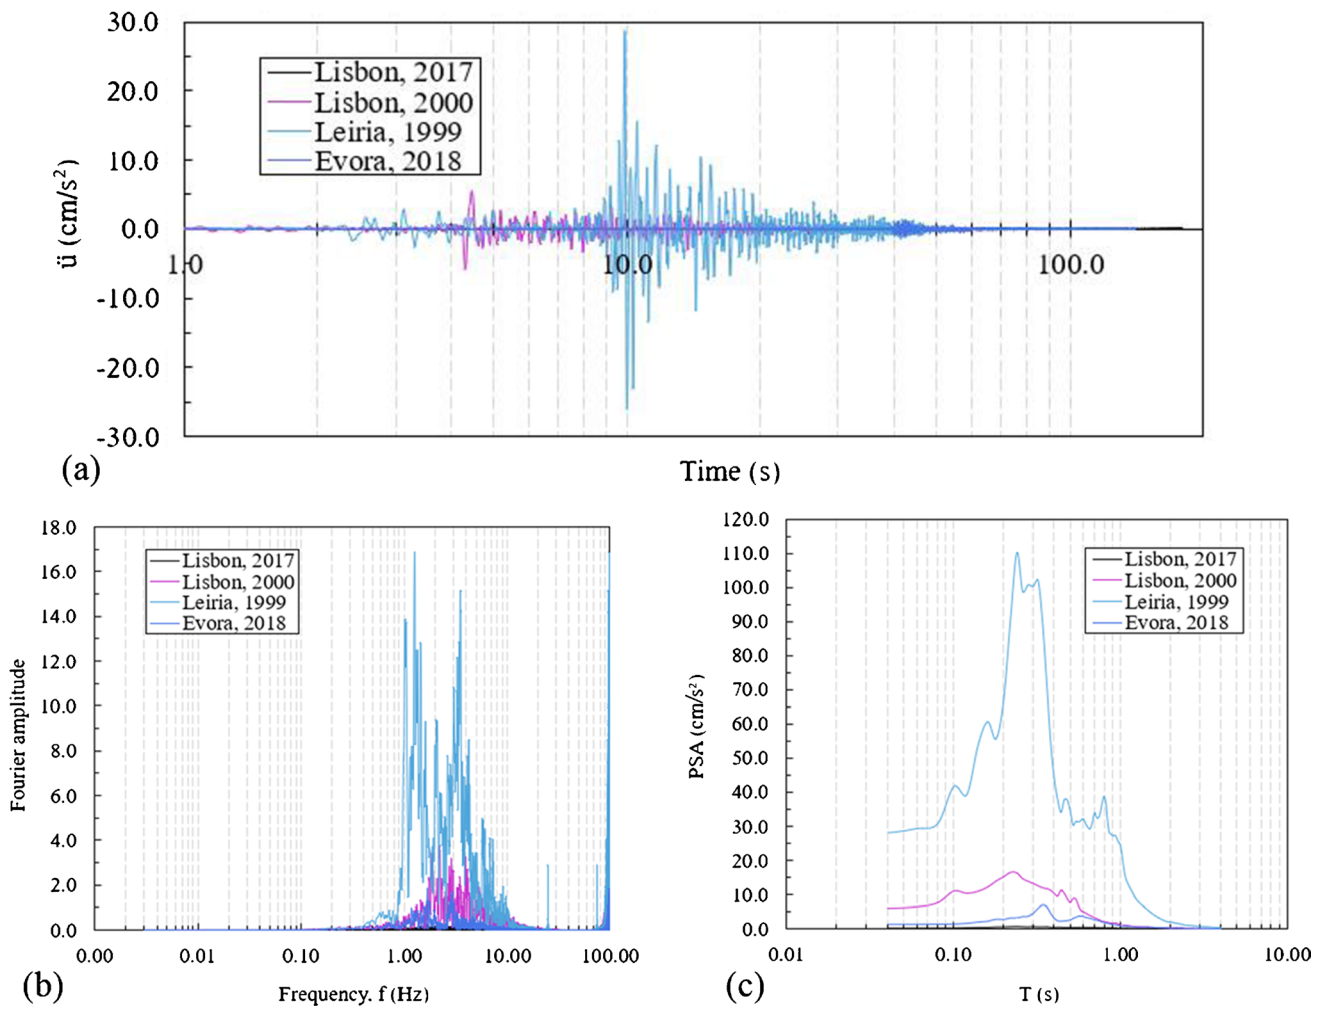 30.0
20.0
10.0
0.0
-10.0
-20.0
-30.0
ü (cm/s²)
Lisbon, 2017
Lisbon, 2000
Leiria, 1999
Evora, 2018
1.0 10.0 100.0
(a)
Time (s)
18.0
16.0
14.0
12.0
10.0
8.0
6.0
4.0
2.0
0.0
Fourier amplitude
Lisbon, 2017
Lisbon, 2000
Leiria, 1999
Evora, 2018
0.00 0.01 0.10 1.00 10.00 100.00
(b)
Frequency. f (Hz)
120.0
110.0
100.0
90.0
80.0
70.0
60.0
50.0
40.0
30.0
20.0
10.0
0.0
PSA (cm/s²)
Lisbon, 2017
Lisbon, 2000
Leiria, 1999
Evora, 2018
0.01 0.10 1.00 10.00
(c)
T (s)